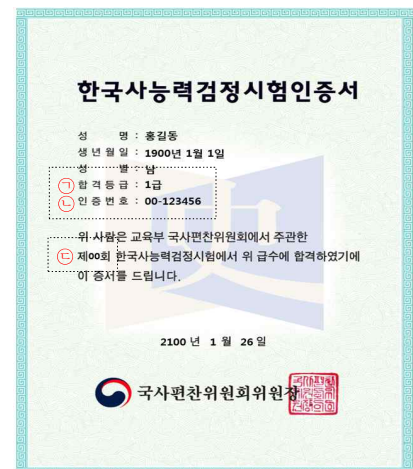 한국사능력검정시험인증서
성 명 : 홍길동
생년월일 : 1900년 1월 1일
성 별 : 남
㉠ 합격등급 : 1급
㉡ 인증번호 : 00-123456
위 사람은 교육부 국사편찬위원회에서 주관한
㉢ 제00회 한국사능력검정시험에서 위 급수에 합격하였기에
이 증서를 드립니다.
2100 년 1 월 26 일
국사편찬위원회위원장